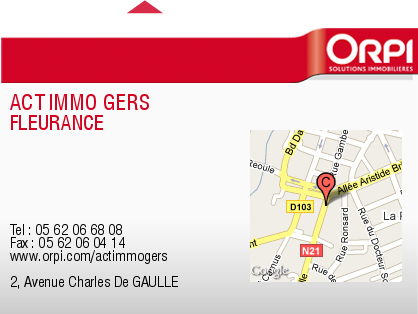 ORPI
SOLUTIONS IMMOBILIÈRES
ACT IMMO GERS
FLEURANCE
Tel : 05 62 06 68 08
Fax : 05 62 06 04 14
www.orpi.com/actimmogers
2, Avenue Charles De GAULLE
Bd Da
Rue Gambe
Reoule
C
Allée Aristide Br
D103
La P
Rue Ronsard
Rue du Docteur S
N21
Cosmus
Google